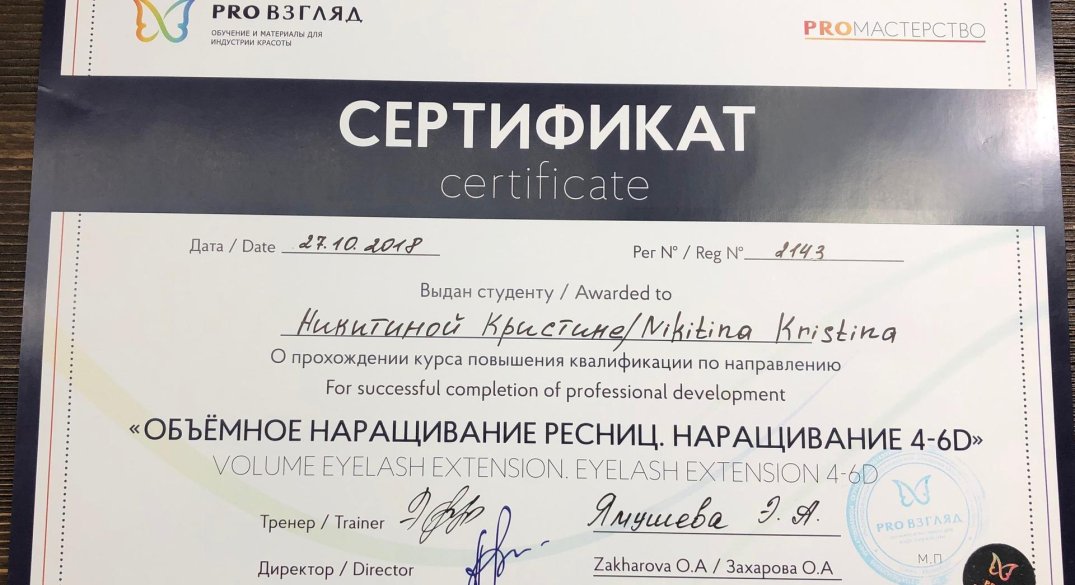 PRO ВЗГЛЯД
ОБУЧЕНИЕ И МАТЕРИАЛЫ ДЛЯ
ИНДУСТРИИ КРАСОТЫ
PROМАСТЕРСТВО
СЕРТИФИКАТ
certificate
Дата / Date 27.10.2018
Рег N° / Reg N° 2143
Выдан студенту / Awarded to
Никитиной Кристине/Nikitina Kristina
О прохождении курса повышения квалификации по направлению
For successful completion of professional development
«ОБЪЁМНОЕ НАРАЩИВАНИЕ РЕСНИЦ. НАРАЩИВАНИЕ 4-6D»
VOLUME EYELASH EXTENSION. EYELASH EXTENSION 4-6D
Тренер / Trainer Ямушева Э. А.
PRO ВЗГЛЯД
М.П
Директор / Director Zakharova O.A / Захарова О.А